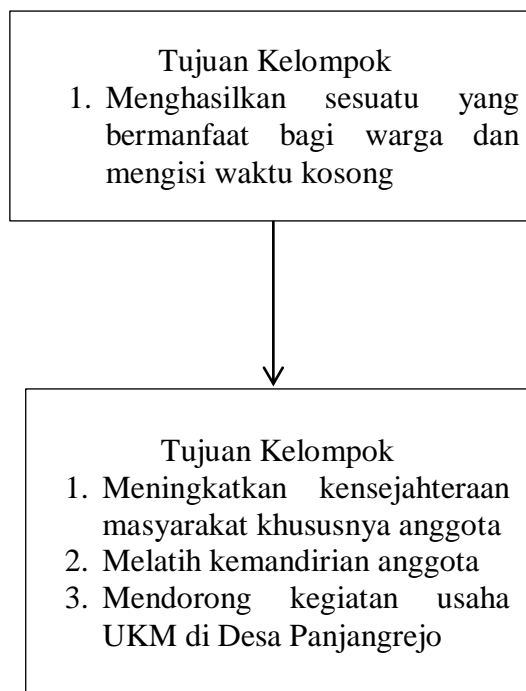 Tujuan Kelompok
1. Menghasilkan sesuatu yang
bermanfaat bagi warga dan
mengisi waktu kosong
Tujuan Kelompok
1. Meningkatkan kensejahteraan
masyarakat khususnya anggota
2. Melatih kemandirian anggota
3. Mendorong kegiatan usaha
UKM di Desa Panjangrejo